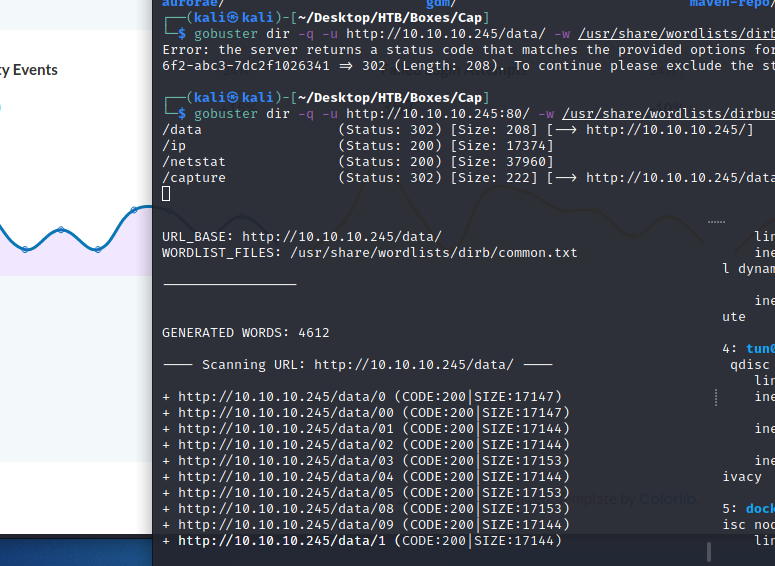 aurorae/ gdm/ maven-repo/
┌──(kali㉿kali)-[~/Desktop/HTB/Boxes/Cap]
└─$ gobuster dir -q -u http://10.10.10.245/data/ -w /usr/share/wordlists/dirb
Error: the server returns a status code that matches the provided options for
6f2-abc3-7dc2f1026341 => 302 (Length: 208). To continue please exclude the st
y Events
┌──(kali㉿kali)-[~/Desktop/HTB/Boxes/Cap]
└─$ gobuster dir -q -u http://10.10.10.245:80/ -w /usr/share/wordlists/dirbus
/data (Status: 302) [Size: 208] [--> http://10.10.10.245/]
/ip (Status: 200) [Size: 17374]
/netstat (Status: 200) [Size: 37960]
/capture (Status: 302) [Size: 222] [--> http://10.10.10.245/data
URL_BASE: http://10.10.10.245/data/
WORDLIST_FILES: /usr/share/wordlists/dirb/common.txt
-----------------
GENERATED WORDS: 4612
---- Scanning URL: http://10.10.10.245/data/ ----
+ http://10.10.10.245/data/0 (CODE:200|SIZE:17147)
+ http://10.10.10.245/data/00 (CODE:200|SIZE:17147)
+ http://10.10.10.245/data/01 (CODE:200|SIZE:17144)
+ http://10.10.10.245/data/02 (CODE:200|SIZE:17144)
+ http://10.10.10.245/data/03 (CODE:200|SIZE:17153)
+ http://10.10.10.245/data/04 (CODE:200|SIZE:17144)
+ http://10.10.10.245/data/05 (CODE:200|SIZE:17153)
+ http://10.10.10.245/data/08 (CODE:200|SIZE:17153)
+ http://10.10.10.245/data/09 (CODE:200|SIZE:17144)
+ http://10.10.10.245/data/1 (CODE:200|SIZE:17144)
lin
ine
l dynam
ine
ute
4: tun0
qdisc
lin
ine
ine
ine
ivacy
5: dock
isc noq
lin
template by Colorlib.